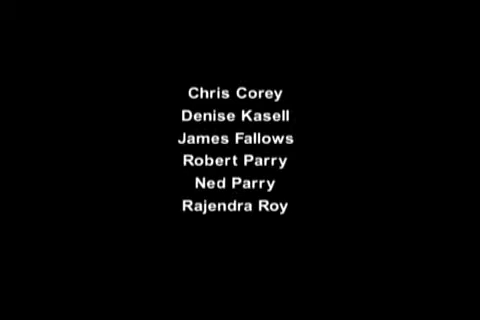 Chris Corey
Denise Kasell
James Fallows
Robert Parry
Ned Parry
Rajendra Roy